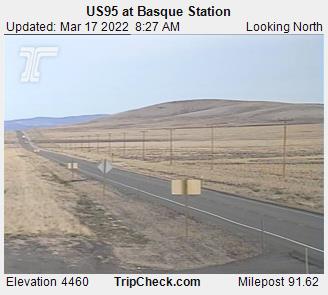 US95 at Basque Station
Updated: Mar 17 2022 8:27 AM Looking North
Elevation 4460 TripCheck.com Milepost 91.62